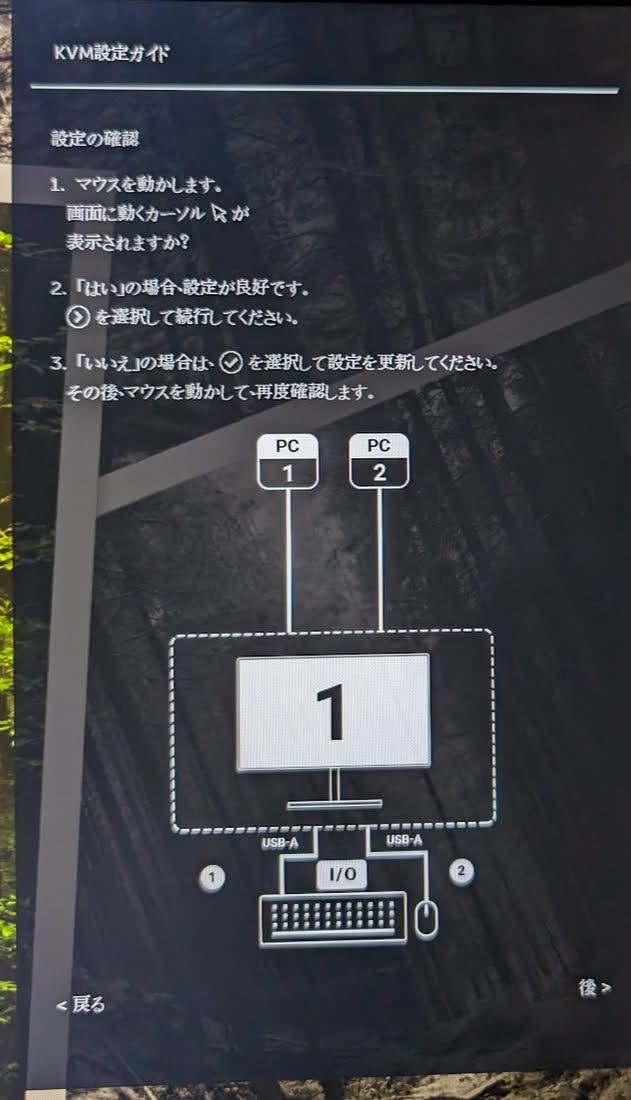 KVM設定ガイド
設定の確認
1. マウスを動かします。
画面に動くカーソル が
表示されますか?
2.「はい」の場合、設定が良好です。
を選択して続行してください。
3.「いいえ」の場合は、 を選択して設定を更新してください。
その後、マウスを動かして、再度確認します。
PC PC
1 2
1
USB-A USB-A
1 I/O 2
< 戻る
後 >